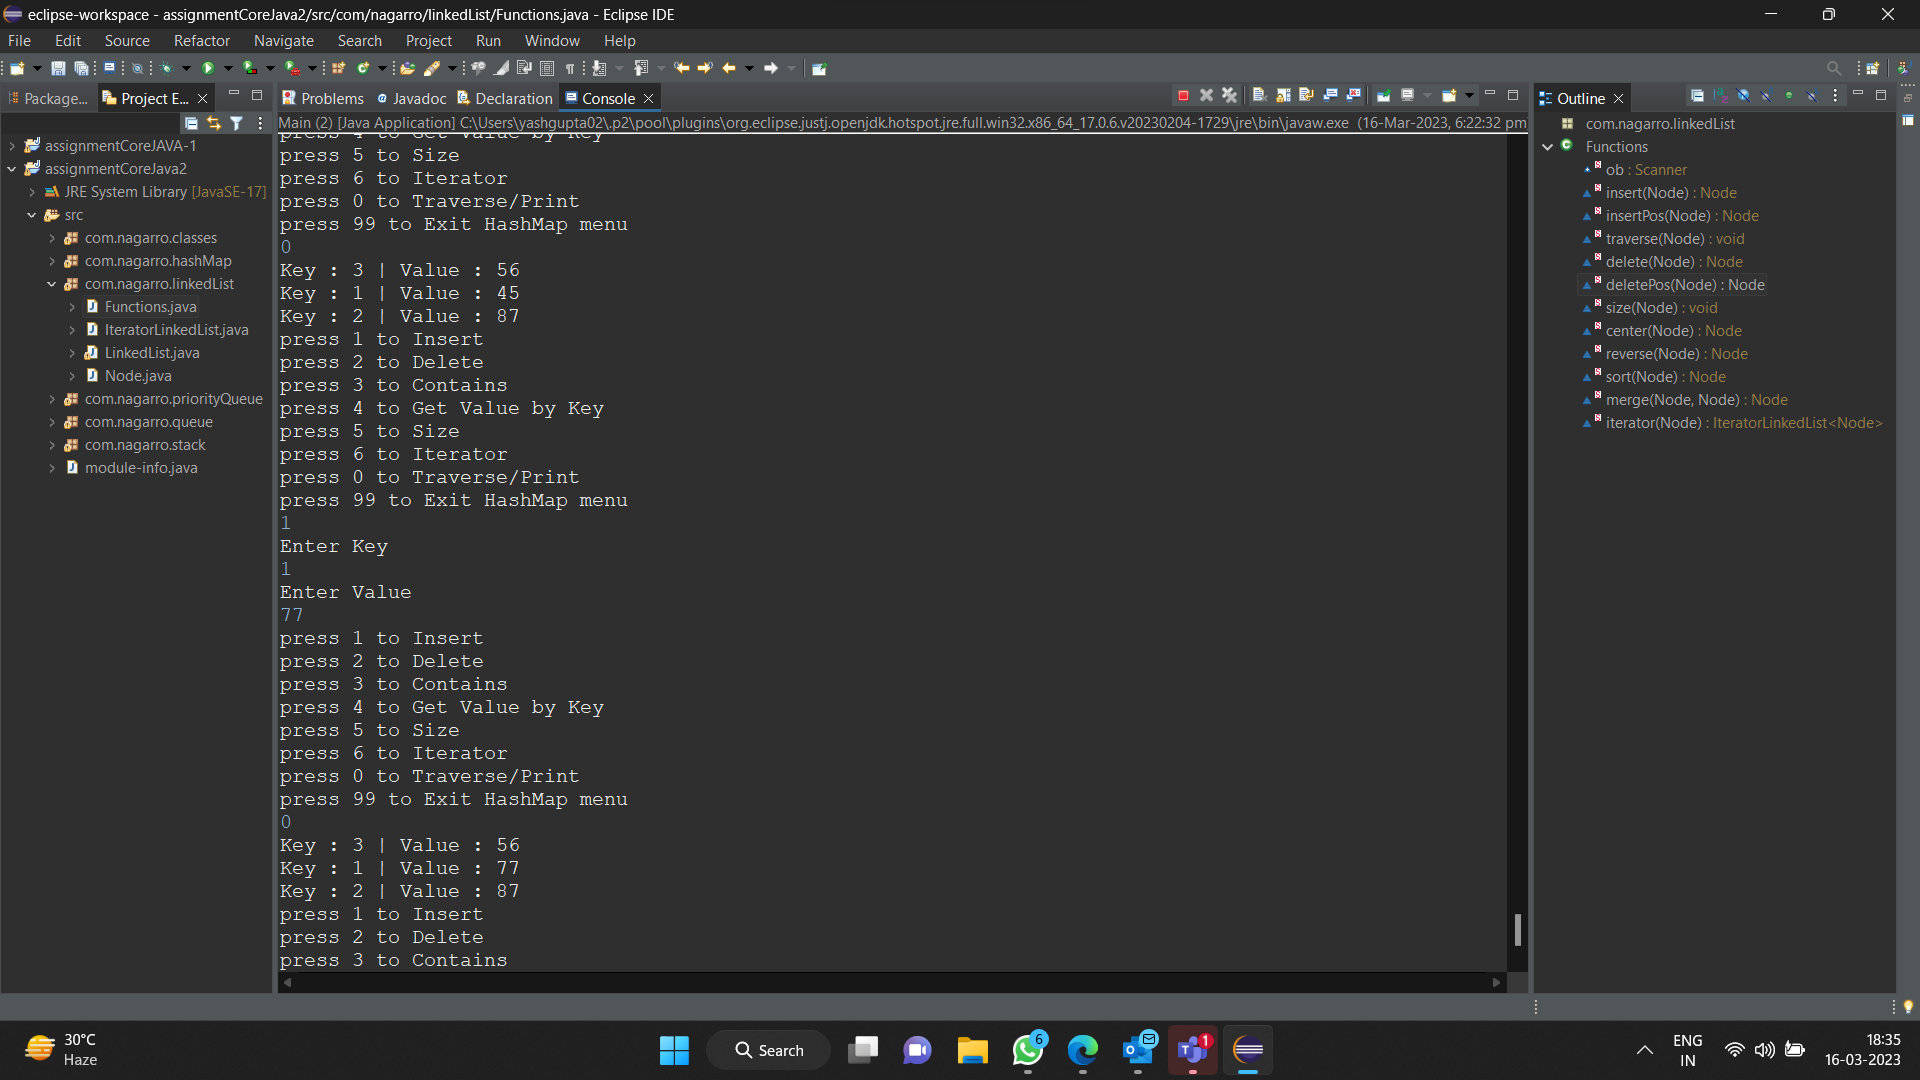 eclipse-workspace - assignmentCoreJava2/src/com/nagarro/linkedList/Functions.java - Eclipse IDE
File Edit Source Refactor Navigate Search Project Run Window Help
Package... Project E...
assignmentCoreJAVA-1
assignmentCoreJava2
JRE System Library [JavaSE-17]
src
com.nagarro.classes
com.nagarro.hashMap
com.nagarro.linkedList
Functions.java
IteratorLinkedList.java
LinkedList.java
Node.java
com.nagarro.priorityQueue
com.nagarro.queue
com.nagarro.stack
module-info.java
Problems Javadoc Declaration Console
Main (2) [Java Application] C:\Users\yashgupta02\.p2\pool\plugins\org.eclipse.justj.openjdk.hotspot.jre.full.win32.x86_64_17.0.6.v20230204-1729\jre\bin\javaw.exe (16-Mar-2023, 6:22:32 pm
press 4 to Get Value by Key
press 5 to Size
press 6 to Iterator
press 0 to Traverse/Print
press 99 to Exit HashMap menu
0
Key : 3 | Value : 56
Key : 1 | Value : 45
Key : 2 | Value : 87
press 1 to Insert
press 2 to Delete
press 3 to Contains
press 4 to Get Value by Key
press 5 to Size
press 6 to Iterator
press 0 to Traverse/Print
press 99 to Exit HashMap menu
1
Enter Key
1
Enter Value
77
press 1 to Insert
press 2 to Delete
press 3 to Contains
press 4 to Get Value by Key
press 5 to Size
press 6 to Iterator
press 0 to Traverse/Print
press 99 to Exit HashMap menu
0
Key : 3 | Value : 56
Key : 1 | Value : 77
Key : 2 | Value : 87
press 1 to Insert
press 2 to Delete
press 3 to Contains
Outline
com.nagarro.linkedList
Functions
ob : Scanner
insert(Node) : Node
insertPos(Node) : Node
traverse(Node) : void
delete(Node) : Node
deletePos(Node) : Node
size(Node) : void
center(Node) : Node
reverse(Node) : Node
sort(Node) : Node
merge(Node, Node) : Node
iterator(Node) : IteratorLinkedList<Node>
30°C
Haze
Search
6
1
ENG
IN
18:35
16-03-2023